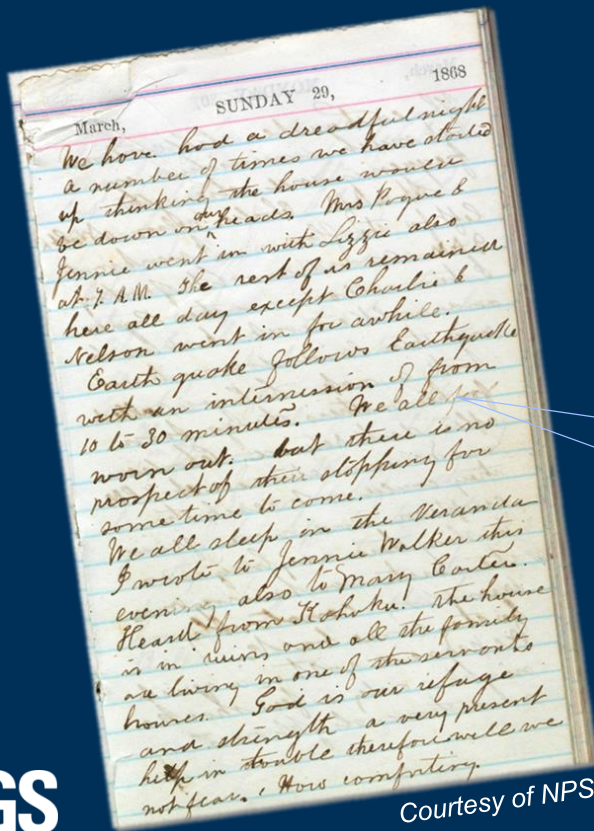 March, SUNDAY 29, 1868
We have had a dreadful night
a number of times we have started
up thinking the house would
be down on our heads. Mrs Pogue &
Jennie went in with Lizzie also
at 7. A.M. The rest of us remained
here all day except Charlie &
Nelson went in for awhile.
Earth quake follows Earthquake
with an intermission of from
10 to 30 minutes. We all
worn out. but there is no
prospect of their stopping for
some time to come.
We all sleep in the Veranda
I wrote to Jennie Walker this
evening also to Mary Carter.
Heard from Kahuku. the house
is in ruins and all the family
are living in one of the servants
houses. God is our refuge
and strength a very present
help in trouble therefore will we
not fear. How comforting.
GS
Courtesy of NPS